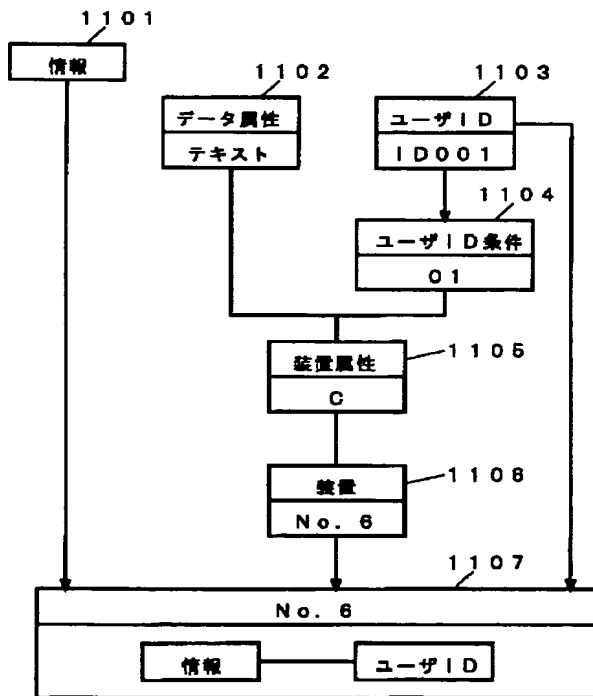 1101
情報
1102
データ属性
テキスト
1103
ユーザID
ID001
1104
ユーザID条件
01
1105
装置属性
C
1106
装置
No. 6
1107
No. 6
情報
ユーザID